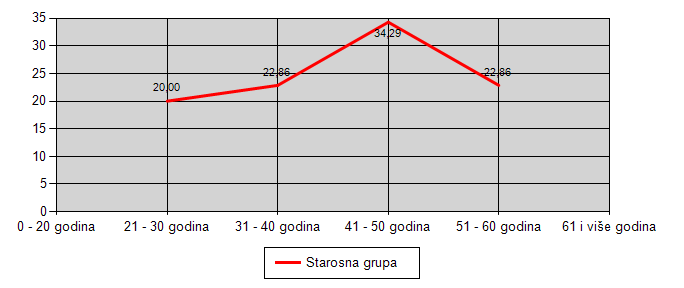 35
30
25
20
15
10
5
0
20,00
22,86
34,29
22,86
0 - 20 godina
21 - 30 godina
31 - 40 godina
41 - 50 godina
51 - 60 godina
61 i više godina
Starosna grupa